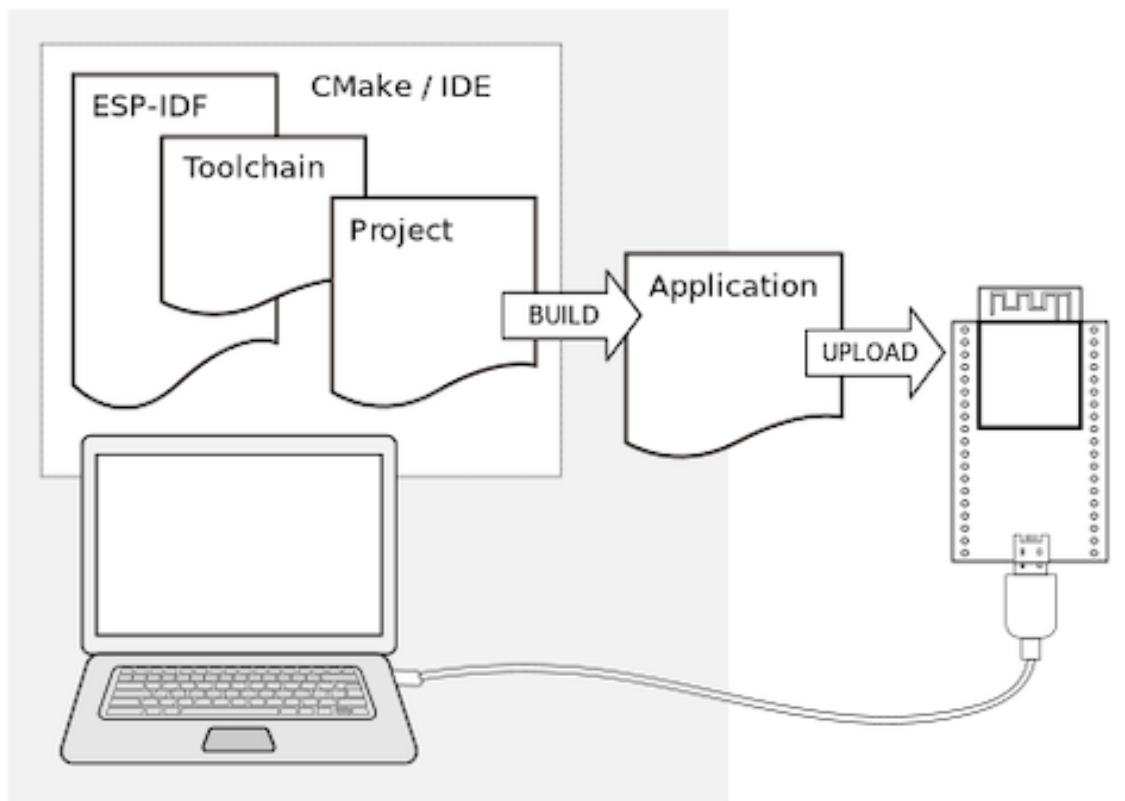 CMake / IDE
ESP-IDF
Toolchain
Project
BUILD
Application
UPLOAD